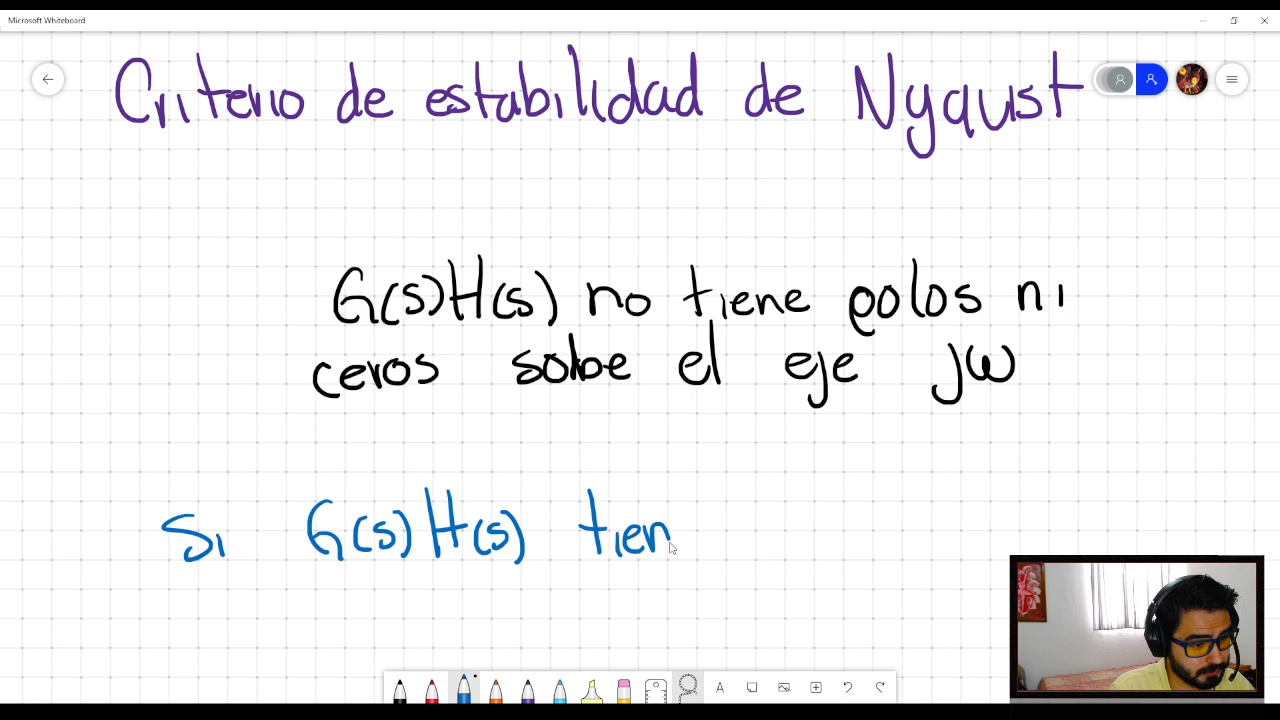 Microsoft Whiteboard
Criterio de estabilidad de Nyquist
G(s)H(s) no tiene polos ni
ceros sobre el eje jω
Si G(s)H(s) tien
A